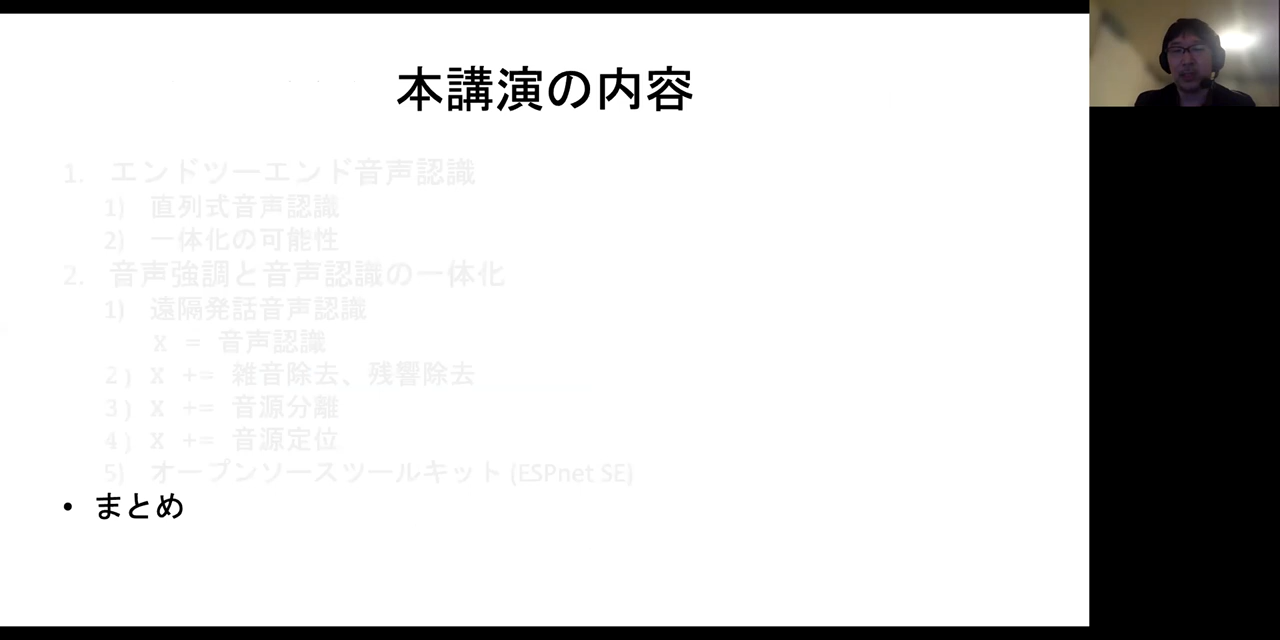 本講演の内容
1. エンドツーエンド音声認識
1) 直列式音声認識
2) 一体化の可能性
2. 音声強調と音声認識の一体化
1) 遠隔発話音声認識
X = 音声認識
2) X += 雑音除去、残響除去
3) X += 音源分離
4) X += 音源定位
5) オープンソースツールキット (ESPnet SE)
• まとめ